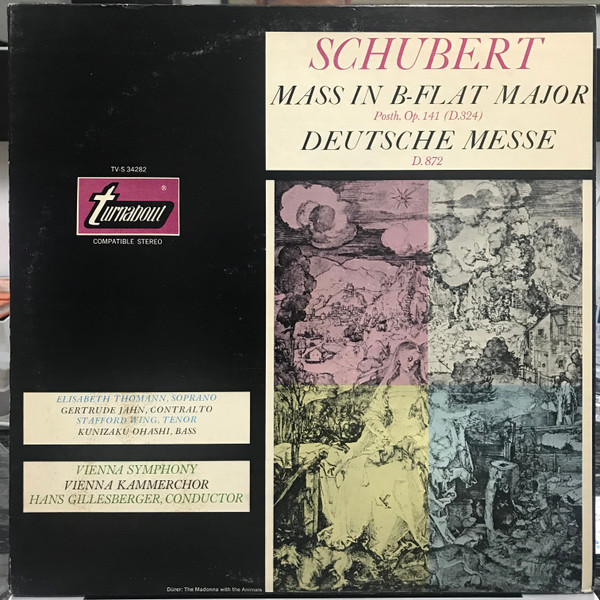 SCHUBERT
MASS IN B-FLAT MAJOR
Posth. Op. 141 (D.324)
DEUTSCHE MESSE
D. 872
TV-S 34282
®
turnabout
COMPATIBLE STEREO
ELISABETH THOMANN, SOPRANO
GERTRUDE JAHN, CONTRALTO
STAFFORD WING, TENOR
KUNIZAKU OHASHI, BASS
VIENNA SYMPHONY
VIENNA KAMMERCHOR
HANS GILLESBERGER, CONDUCTOR
Dürer: The Madonna with the Animals